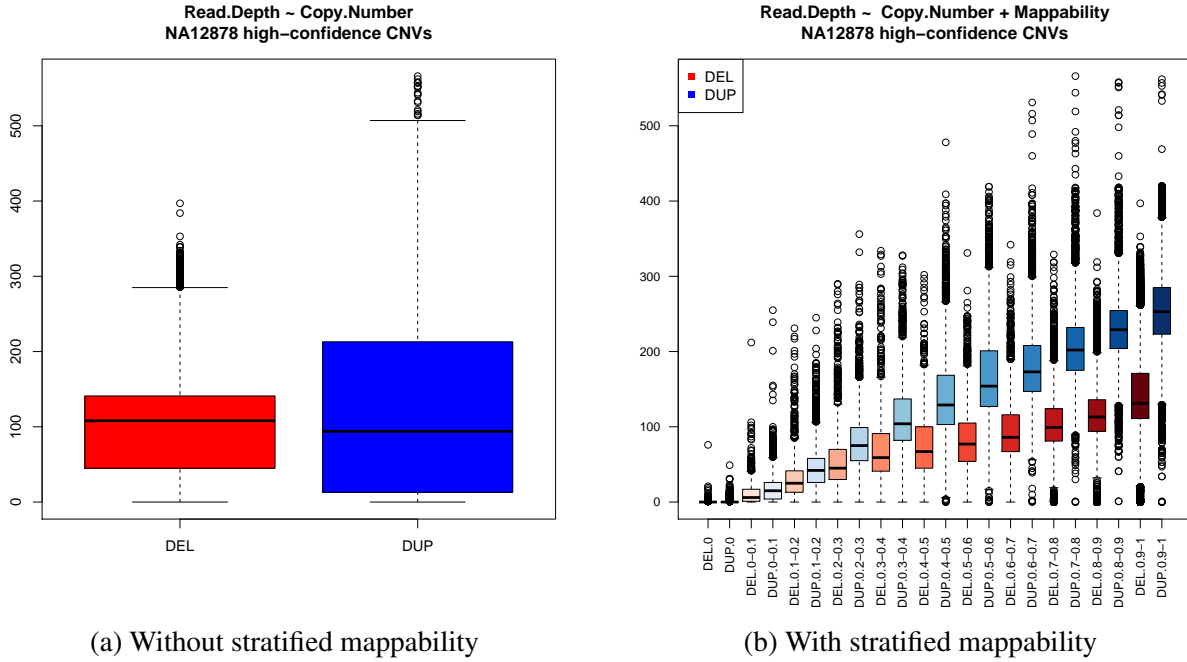 Read.Depth ~ Copy.Number
NA12878 high−confidence CNVs
500
400
300
200
100
0
DEL
DUP
(a) Without stratified mappability
Read.Depth ~ Copy.Number + Mappability
NA12878 high−confidence CNVs
DEL
DUP
500
400
300
200
100
0
DEL.0
DUP.0
DEL.0−0.1
DUP.0−0.1
DEL.0.1−0.2
DUP.0.1−0.2
DEL.0.2−0.3
DUP.0.2−0.3
DEL.0.3−0.4
DUP.0.3−0.4
DEL.0.4−0.5
DUP.0.4−0.5
DEL.0.5−0.6
DUP.0.5−0.6
DEL.0.6−0.7
DUP.0.6−0.7
DEL.0.7−0.8
DUP.0.7−0.8
DEL.0.8−0.9
DUP.0.8−0.9
DEL.0.9−1
DUP.0.9−1
(b) With stratified mappability